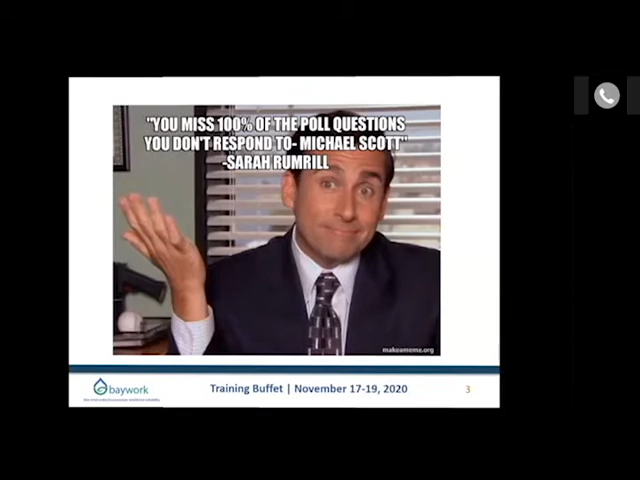 "YOU MISS 100% OF THE POLL QUESTIONS
YOU DON'T RESPOND TO- MICHAEL SCOTT"
-SARAH RUMRILL
makeameme.org
baywork
Training Buffet | November 17-19, 2020
3